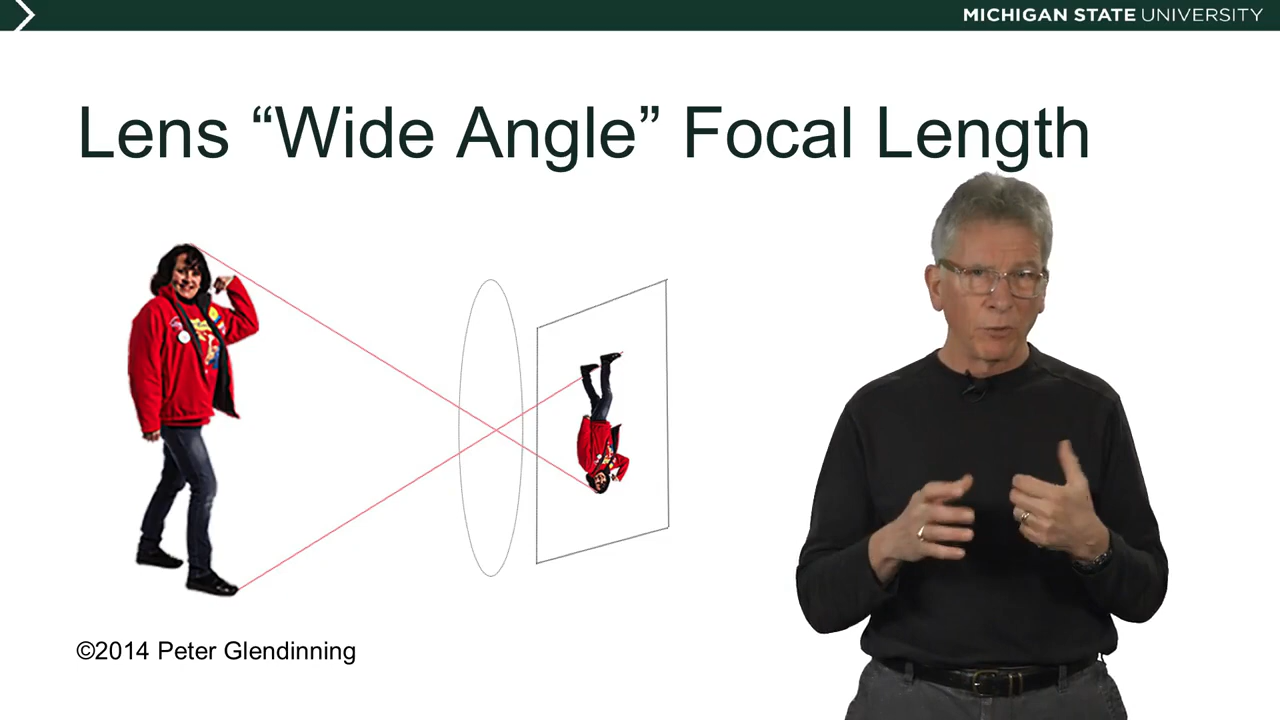 MICHIGAN STATE UNIVERSITY
Lens “Wide Angle” Focal Length
©2014 Peter Glendinning